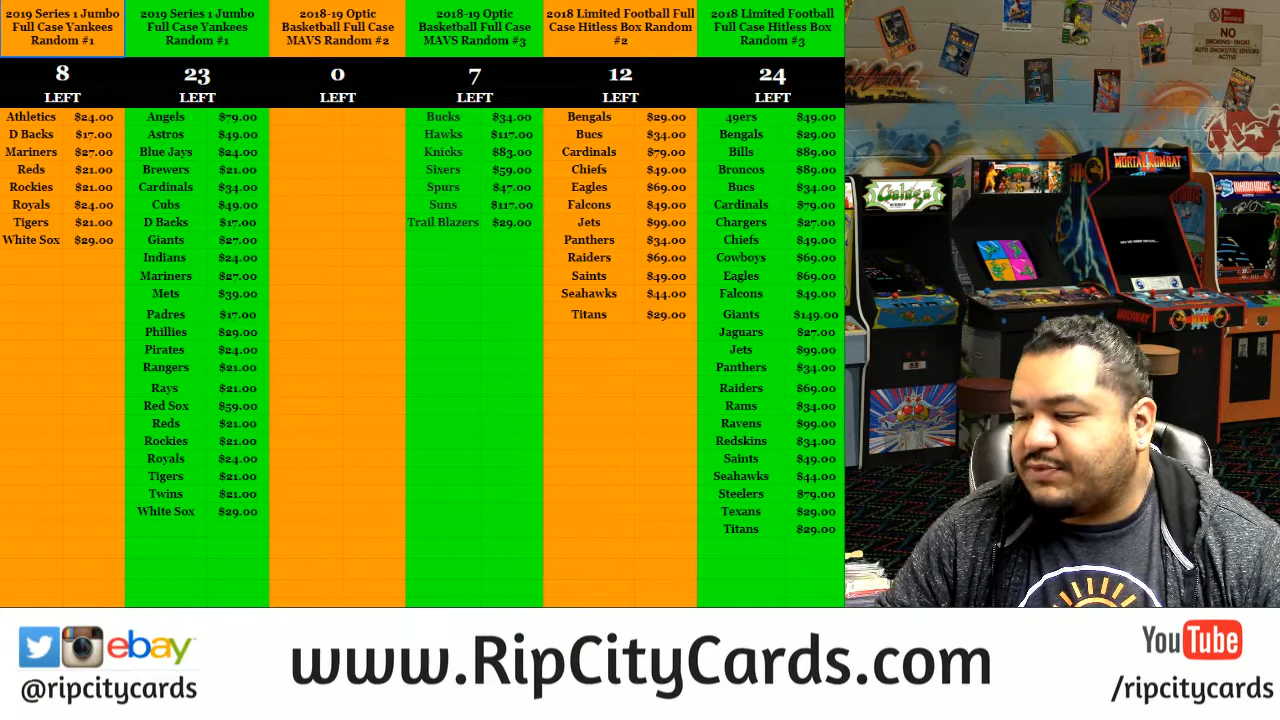 2019 Series 1 Jumbo
Full Case Yankees
Random #1
8
LEFT
Athletics $24.00
D Backs $17.00
Mariners $27.00
Reds $21.00
Rockies $21.00
Royals $24.00
Tigers $21.00
White Sox $29.00
2019 Series 1 Jumbo
Full Case Yankees
Random #1
23
LEFT
Angels $79.00
Astros $49.00
Blue Jays $24.00
Brewers $21.00
Cardinals $34.00
Cubs $49.00
D Backs $17.00
Giants $27.00
Indians $24.00
Mariners $27.00
Mets $39.00
Padres $17.00
Phillies $29.00
Pirates $24.00
Rangers $21.00
Rays $21.00
Red Sox $59.00
Reds $21.00
Rockies $21.00
Royals $24.00
Tigers $21.00
Twins $21.00
White Sox $29.00
2018-19 Optic
Basketball Full Case
MAVS Random #2
0
LEFT
2018-19 Optic
Basketball Full Case
MAVS Random #3
7
LEFT
Bucks $34.00
Hawks $117.00
Knicks $83.00
Sixers $59.00
Spurs $47.00
Suns $117.00
Trail Blazers $29.00
2018 Limited Football Full
Case Hitless Box Random
#2
12
LEFT
Bengals $29.00
Bucs $34.00
Cardinals $79.00
Chiefs $49.00
Eagles $69.00
Falcons $49.00
Jets $99.00
Panthers $34.00
Raiders $69.00
Saints $49.00
Seahawks $44.00
Titans $29.00
2018 Limited Football
Full Case Hitless Box
Random #3
24
LEFT
49ers $49.00
Bengals $29.00
Bills $89.00
Broncos $89.00
Bucs $34.00
Cardinals $79.00
Chargers $27.00
Chiefs $49.00
Cowboys $69.00
Eagles $69.00
Falcons $49.00
Giants $149.00
Jaguars $27.00
Jets $99.00
Panthers $34.00
Raiders $69.00
Rams $34.00
Ravens $99.00
Redskins $34.00
Saints $49.00
Seahawks $44.00
Steelers $79.00
Texans $29.00
Titans $29.00
NO
SMOKING
Galaga
MORTAL KOMBAT
MIDWAY
ebay
@ripcitycards
www.RipCityCards.com
YouTube
/ripcitycards